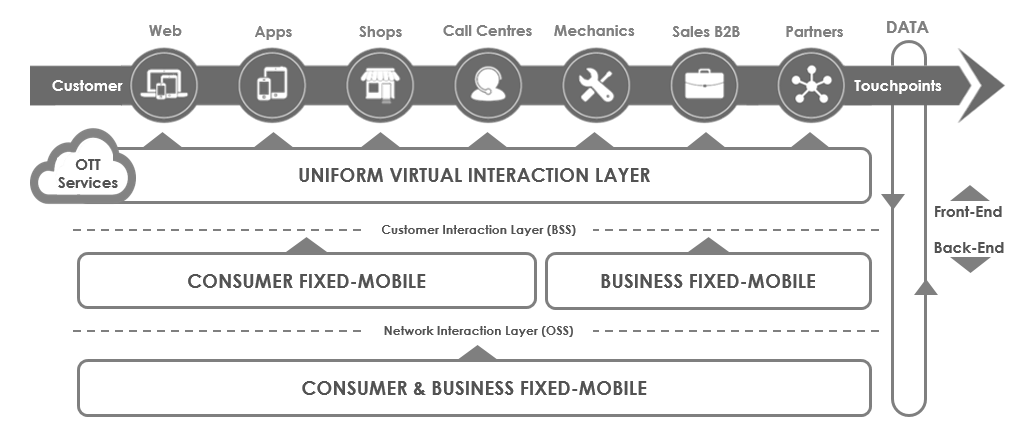 Web
Apps
Shops
Call Centres
Mechanics
Sales B2B
Partners
DATA
Customer
Touchpoints
OTT
Services
UNIFORM VIRTUAL INTERACTION LAYER
Front-End
Customer Interaction Layer (BSS)
Back-End
CONSUMER FIXED-MOBILE
BUSINESS FIXED-MOBILE
Network Interaction Layer (OSS)
CONSUMER & BUSINESS FIXED-MOBILE